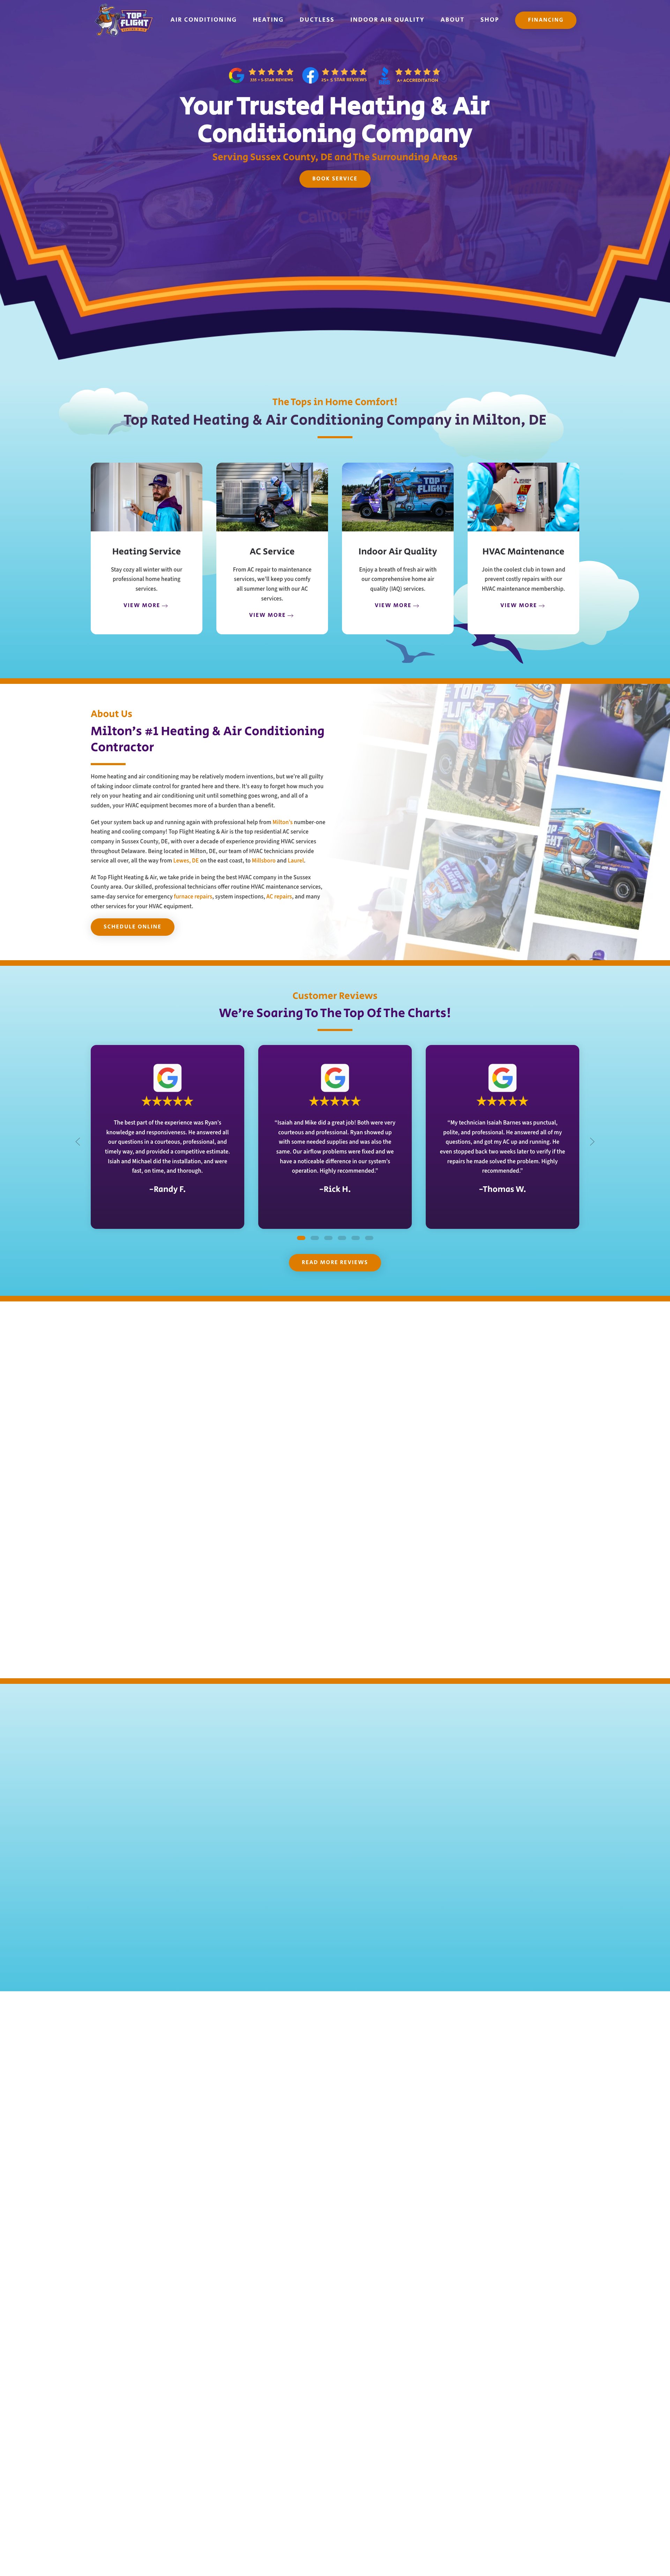 TOP
FLIGHT
AIR CONDITIONING
HEATING
DUCTLESS
INDOOR AIR QUALITY
ABOUT
SHOP
FINANCING
5 STAR REVIEWS
A+ ACCREDITATION
Your Trusted Heating & Air
Conditioning Company
Serving Sussex County, DE and The Surrounding Areas
BOOK SERVICE
The Tops in Home Comfort!
Top Rated Heating & Air Conditioning Company in Milton, DE
TOP
FLIGHT
Heating Service
Stay cozy all winter with our
professional home heating
services.
VIEW MORE
AC Service
From AC repair to maintenance
services, we'll keep you comfy
all summer long with our AC
services.
VIEW MORE
Indoor Air Quality
Enjoy a breath of fresh air with
our comprehensive home air
quality (IAQ) services.
VIEW MORE
HVAC Maintenance
Join the coolest club in town and
prevent costly repairs with our
HVAC maintenance membership.
VIEW MORE
About Us
Milton's #1 Heating & Air Conditioning
Contractor
Home heating and air conditioning may be relatively modern inventions, but we're all guilty
of taking indoor climate control for granted here and there. It's easy to forget how much you
rely on your heating and air conditioning unit until something goes wrong, and all of a
sudden, your HVAC equipment becomes more of a burden than a benefit.
Get your system back up and running again with professional help from Milton's number-one
heating and cooling company! Top Flight Heating & Air is the top residential AC service
company in Sussex County, DE, with over a decade of experience providing HVAC services
throughout Delaware. Being located in Milton, DE, our team of HVAC technicians provide
service all over, all the way from Lewes, DE on the east coast, to Millsboro and Laurel.
At Top Flight Heating & Air, we take pride in being the best HVAC company in the Sussex
County area. Our skilled, professional technicians offer routine HVAC maintenance services,
same-day service for emergency furnace repairs, system inspections, AC repairs, and many
other services for your HVAC equipment.
SCHEDULE ONLINE
Customer Reviews
We're Soaring To The Top Of The Charts!
The best part of the experience was Ryan's
knowledge and responsiveness. He answered all
our questions in a courteous, professional, and
timely way, and provided a competitive estimate.
Isiah and Michael did the installation, and were
fast, on time, and thorough.
~Randy F.
"Isaiah and Mike did a great job! Both were very
courteous and professional. Ryan showed up
with some needed supplies and was also the
same. Our airflow problems were fixed and we
have a noticeable difference in our system's
operation. Highly recommended."
~Rick H.
"My technician Isaiah Barnes was punctual,
polite, and professional. He answered all of my
questions, and got my AC up and running. He
even stopped back two weeks later to verify if the
repairs he made solved the problem. Highly
recommended."
~Thomas W.
READ MORE REVIEWS